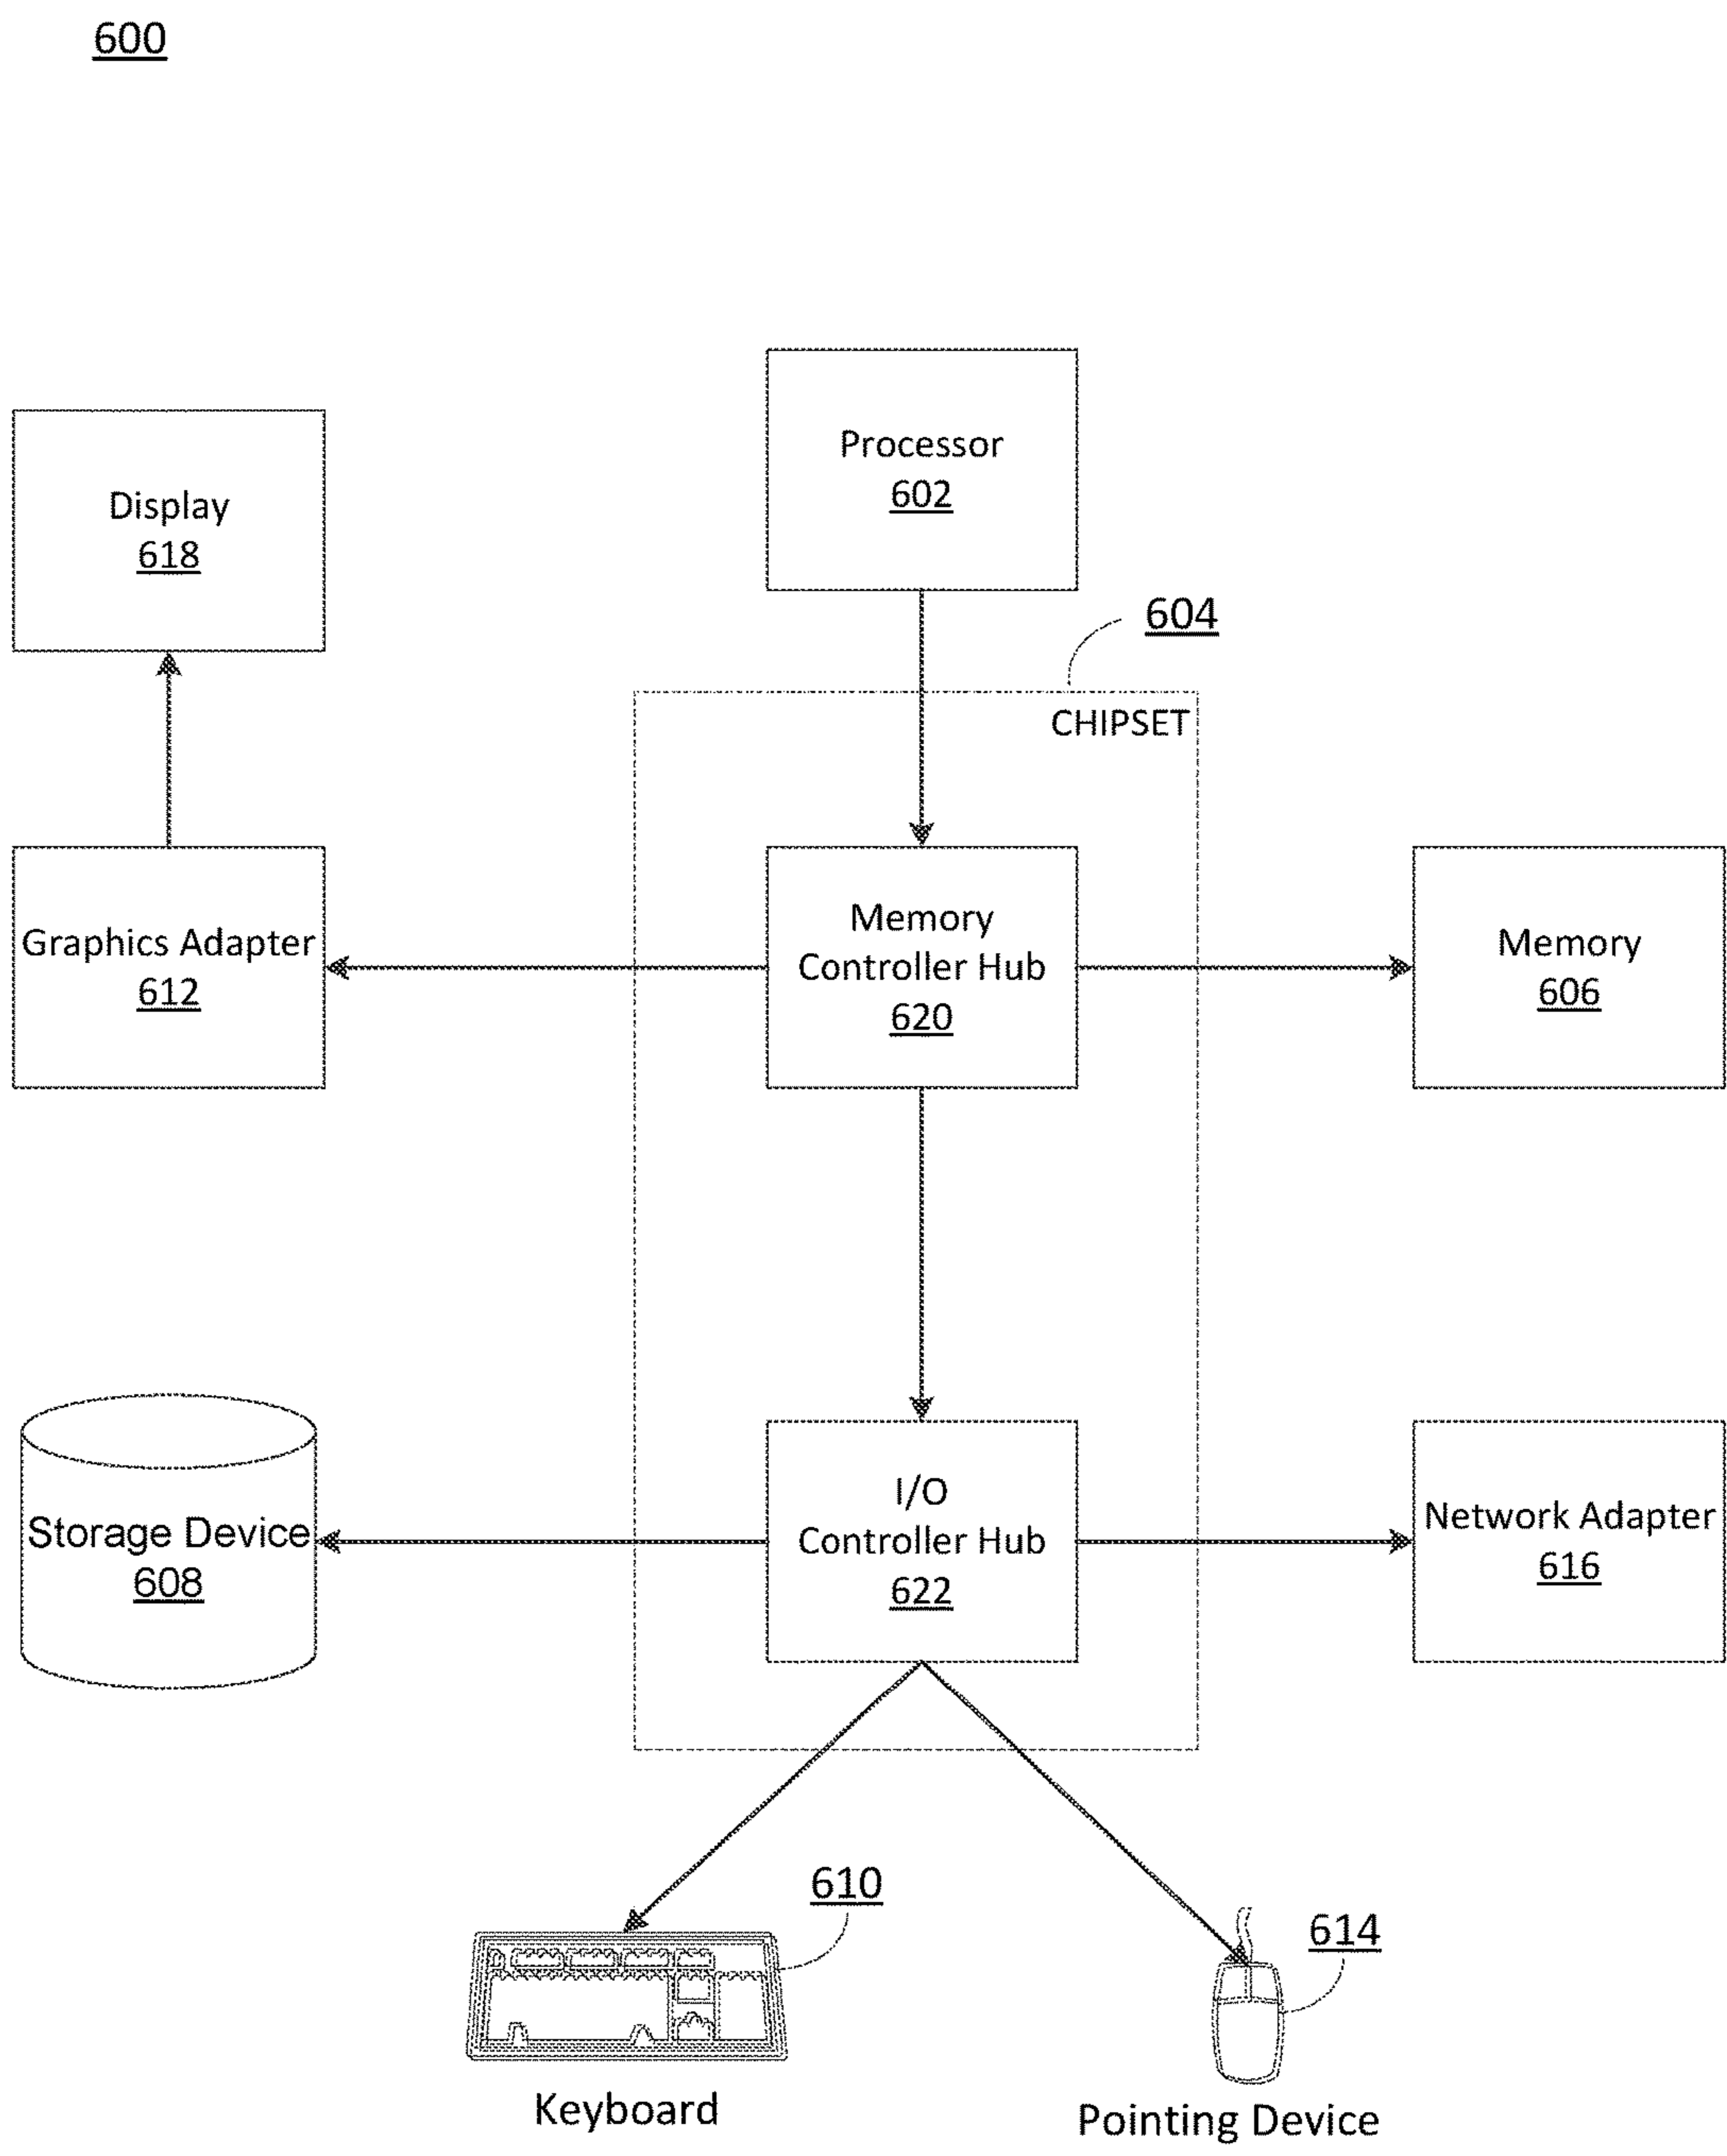 600
Processor
602
Display
618
604
CHIPSET
Graphics Adapter
612
Memory
Controller Hub
620
Memory
606
Storage Device
608
I/O
Controller Hub
622
Network Adapter
616
610
614
Keyboard
Pointing Device